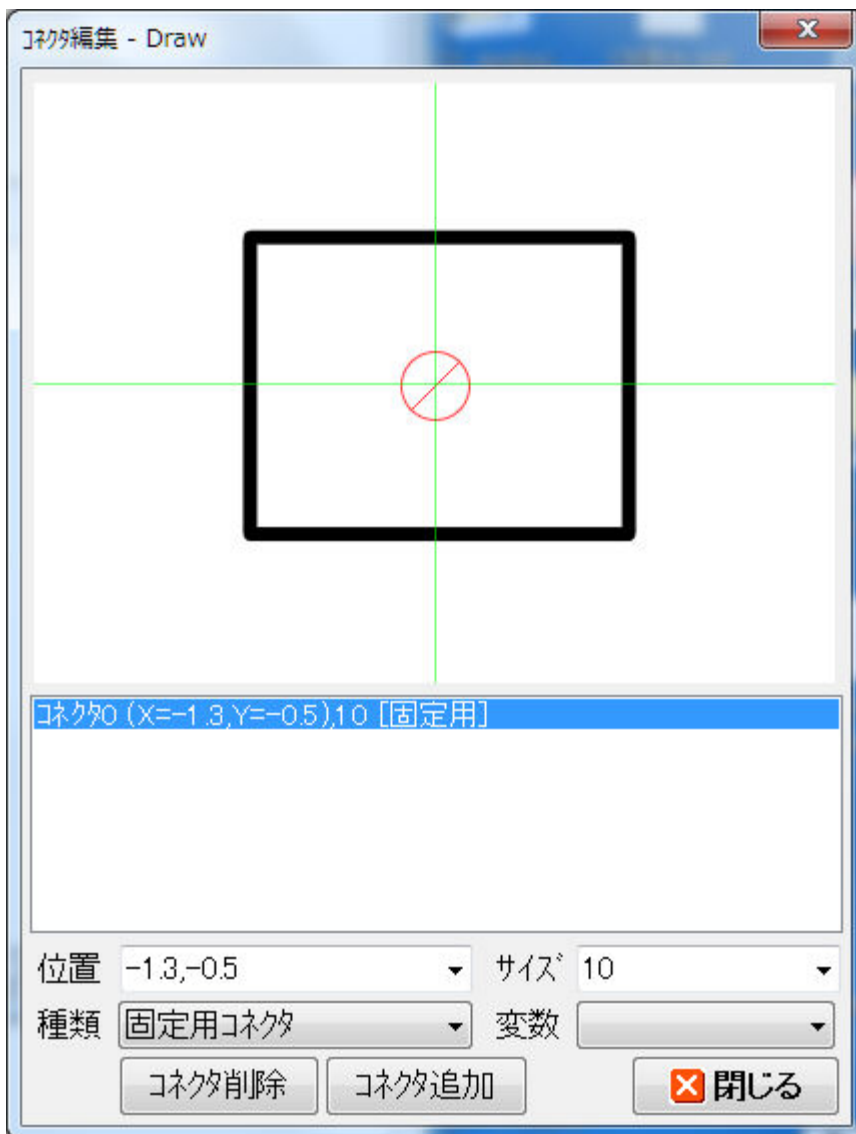 ｺﾈｸﾀ編集 - Draw
ｺﾈｸﾀ0 (X=-1.3,Y=-0.5),10 [固定用]
位置 -1.3,-0.5 ｻｲｽﾞ 10
種類 固定用ｺﾈｸﾀ 変数
ｺﾈｸﾀ削除 ｺﾈｸﾀ追加 閉じる